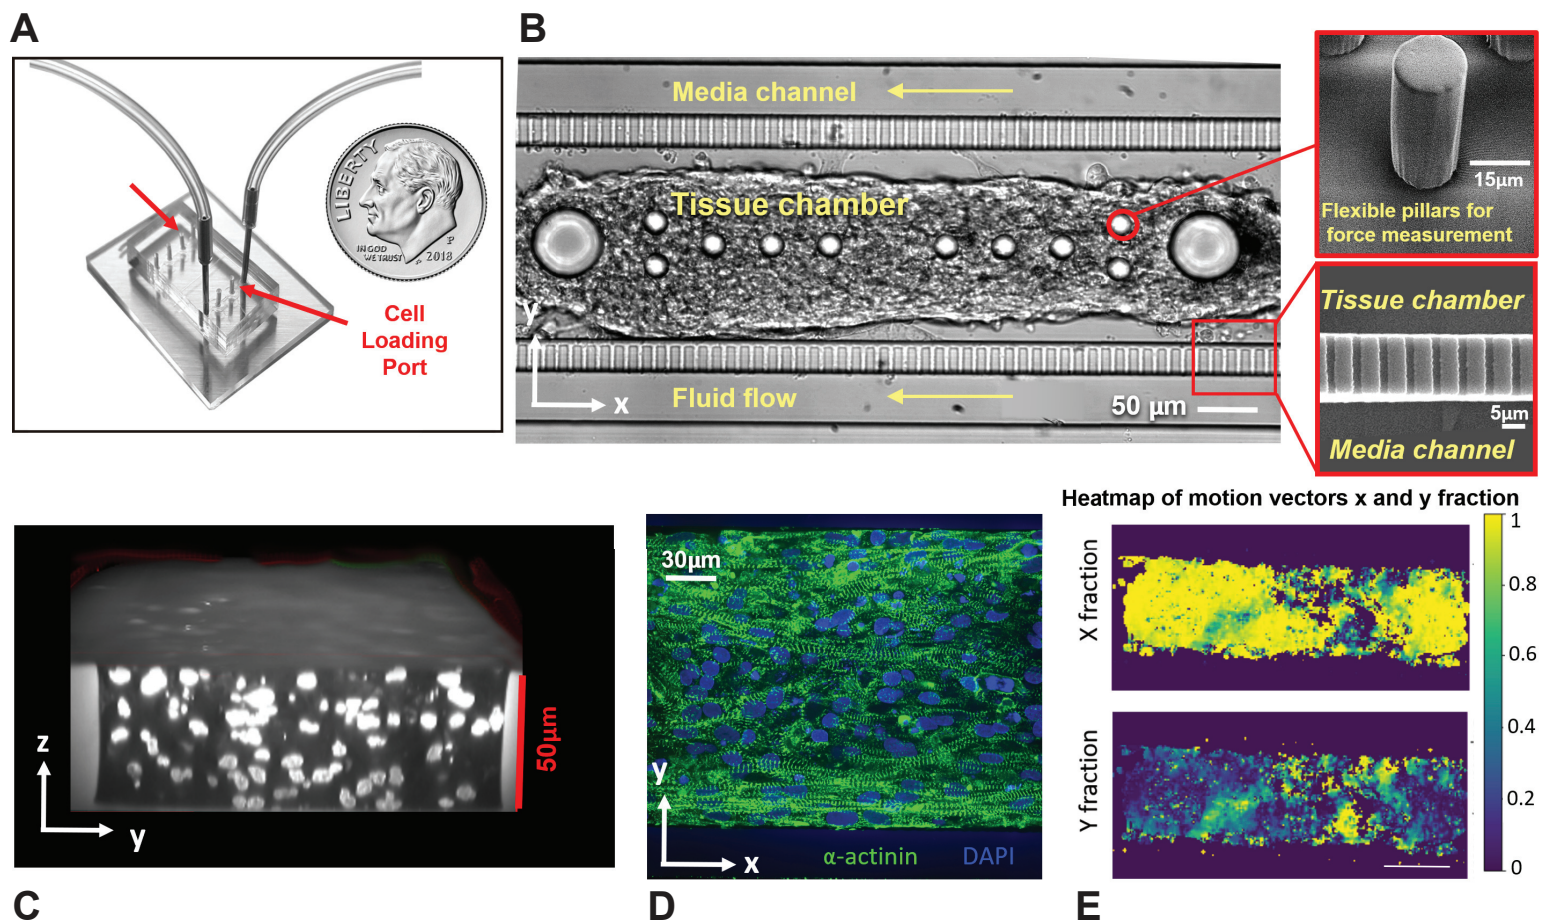 A
LIBERTY
IN GOD
WE TRUST
P
2018
Cell
Loading
Port
B
Media channel
Tissue chamber
y
x
Fluid flow
50 µm
15µm
Flexible pillars for
force measurement
Tissue chamber
5µm
Media channel
z
y
50µm
C
30µm
y
x
α-actinin DAPI
D
Heatmap of motion vectors x and y fraction
X fraction
Y fraction
1
0.8
0.6
0.4
0.2
0
E